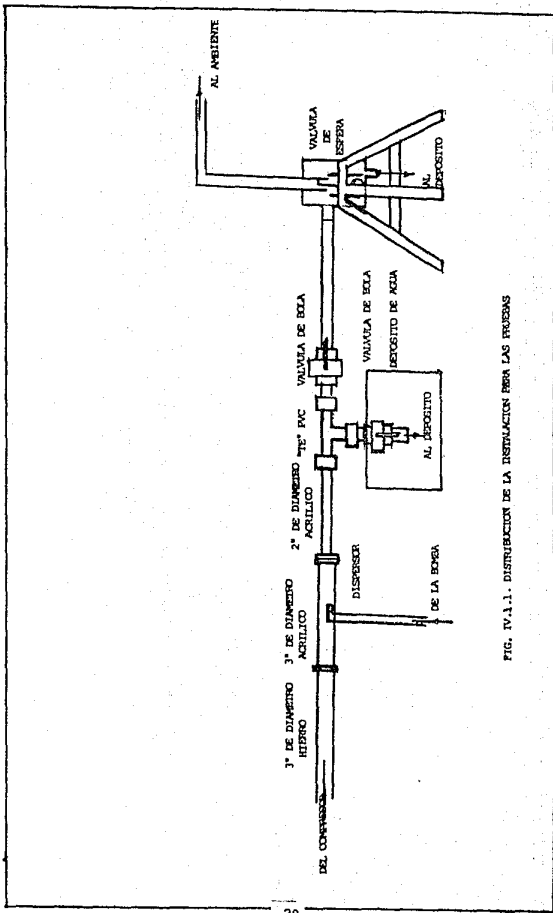 AL AMBIENTE
VALVULA
DE
ESFERA
AL
DEPOSITO
VALVULA DE BOLA
VALVULA DE BOLA
DEPOSITO DE AGUA
AL DEPOSITO
"TE" PVC
2" DE DIAMETRO
ACRILICO
DISPERSOR
DE LA BOMBA
3" DE DIAMETRO
ACRILICO
3" DE DIAMETRO
HIERRO
DEL COMPRESOR
FIG. IV.1.1. DISTRIBUCION DE LA INSTALACION PARA LAS PRUEBAS